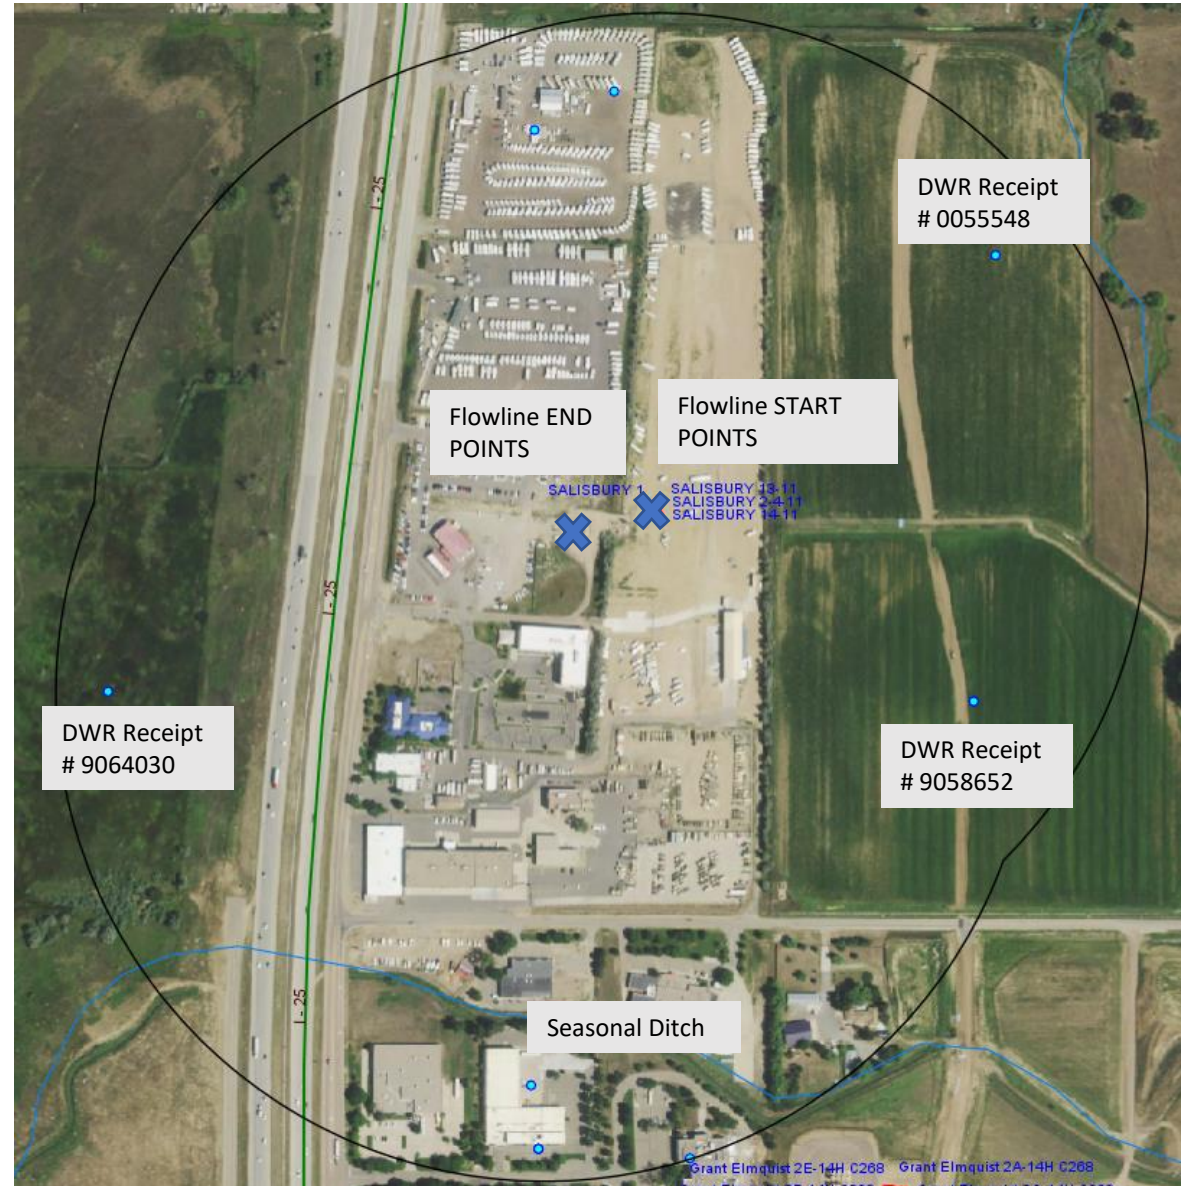 I - 25
DWR Receipt
# 0055548
Flowline END
POINTS
Flowline START
POINTS
SALISBURY 1
SALISBURY 13-11
SALISBURY 2-4-11
SALISBURY 14-11
I - 25
DWR Receipt
# 9064030
DWR Receipt
# 9058652
I - 25
Seasonal Ditch
Grant Elmquist 2E-14H C268
Grant Elmquist 2A-14H C268